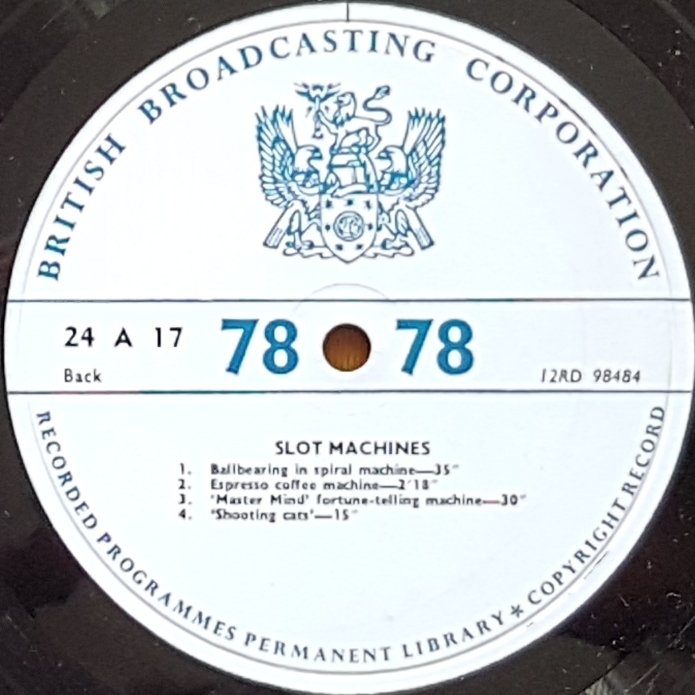 BRITISH BROADCASTING CORPORATION
24 A 17
78 78
Back
12RD 98484
SLOT MACHINES
1. Ballbearing in spiral machine—35"
2. Espresso coffee machine—2'18"
3. 'Master Mind' fortune-telling machine—30"
4. 'Shooting cats'—15"
RECORDED PROGRAMMES PERMANENT LIBRARY * COPYRIGHT RECORD